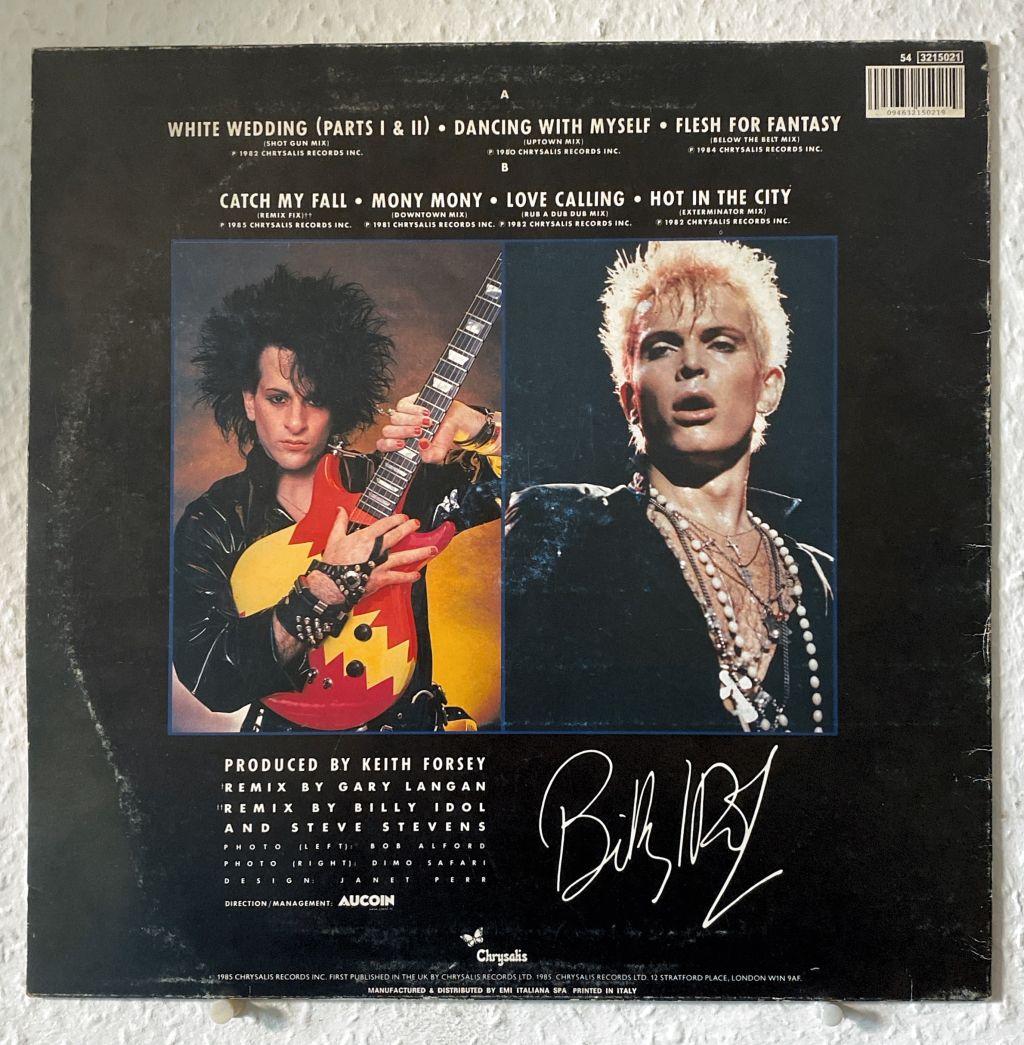 54 3215021
094632150219
A
WHITE WEDDING (PARTS I & II) • DANCING WITH MYSELF • FLESH FOR FANTASY
(SHOT GUN MIX) (UPTOWN MIX) (BELOW THE BELT MIX)
℗ 1982 CHRYSALIS RECORDS INC. ℗ 1980 CHRYSALIS RECORDS INC. ℗ 1984 CHRYSALIS RECORDS INC.
B
CATCH MY FALL • MONY MONY • LOVE CALLING • HOT IN THE CITY
(REMIX FIX)†† (DOWNTOWN MIX) (RUB A DUB DUB MIX) (EXTERMINATOR MIX)
℗ 1985 CHRYSALIS RECORDS INC. ℗ 1981 CHRYSALIS RECORDS INC. ℗ 1982 CHRYSALIS RECORDS INC. ℗ 1982 CHRYSALIS RECORDS INC.
PRODUCED BY KEITH FORSEY
†REMIX BY GARY LANGAN
††REMIX BY BILLY IDOL
AND STEVE STEVENS
PHOTO (LEFT): BOB ALFORD
PHOTO (RIGHT): DIMO SAFARI
DESIGN: JANET PERR
DIRECTION/MANAGEMENT: AUCOIN
Billy Idol
Chrysalis
1985 CHRYSALIS RECORDS INC. FIRST PUBLISHED IN THE UK BY CHRYSALIS RECORDS LTD. 1985. CHRYSALIS RECORDS LTD. 12 STRATFORD PLACE, LONDON W1N 9AF.
MANUFACTURED & DISTRIBUTED BY EMI ITALIANA SPA PRINTED IN ITALY